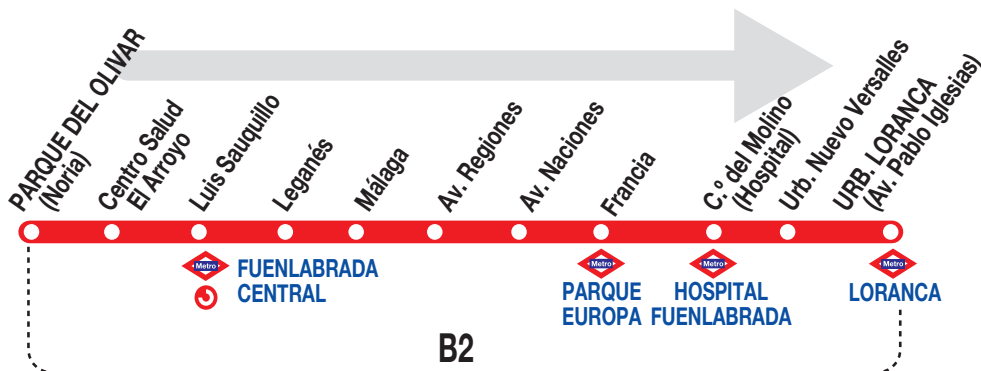 PARQUE DEL OLIVAR
(Noria)
Centro Salud
El Arroyo
Luis Sauquillo
Leganés
Málaga
Av. Regiones
Av. Naciones
Francia
C.º del Molino
(Hospital)
Urb. Nuevo Versalles
URB. LORANCA
(Av. Pablo Iglesias)
Metro
FUENLABRADA
CENTRAL
Metro
PARQUE
EUROPA
Metro
HOSPITAL
FUENLABRADA
Metro
LORANCA
B2